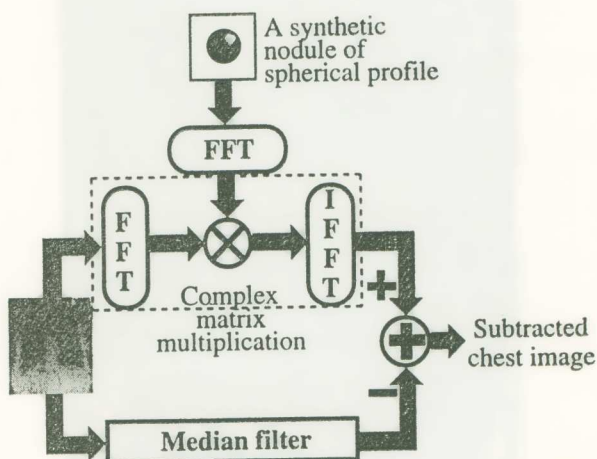 A synthetic
nodule of
spherical profile
FFT
F
F
T
I
F
F
T
Complex
matrix
multiplication
Subtracted
chest image
Median filter